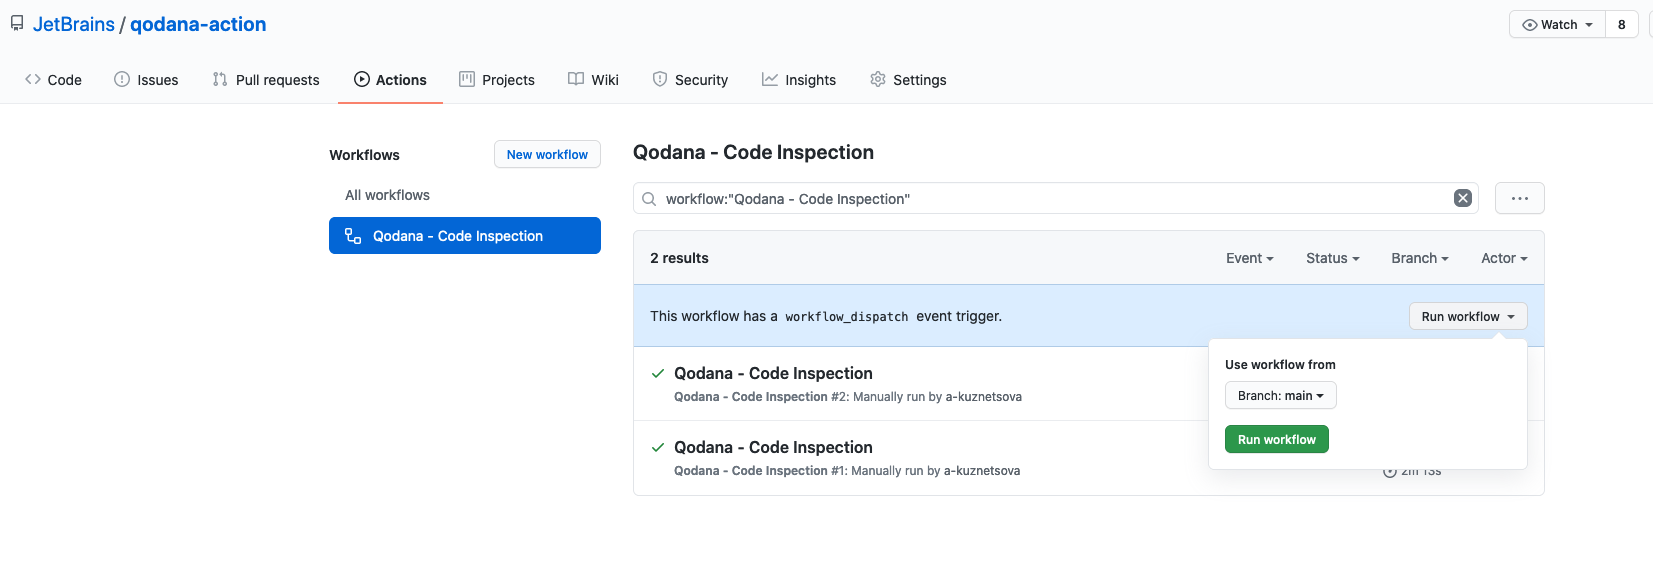 JetBrains / qodana-action
Watch 8
Code Issues Pull requests Actions Projects Wiki Security Insights Settings
Workflows
New workflow
All workflows
Qodana - Code Inspection
Qodana - Code Inspection
workflow:"Qodana - Code Inspection"
2 results
Event Status Branch Actor
This workflow has a workflow_dispatch event trigger.
Run workflow
Use workflow from
Branch: main
Run workflow
Qodana - Code Inspection
Qodana - Code Inspection #2: Manually run by a-kuznetsova
Qodana - Code Inspection
Qodana - Code Inspection #1: Manually run by a-kuznetsova
2m 13s